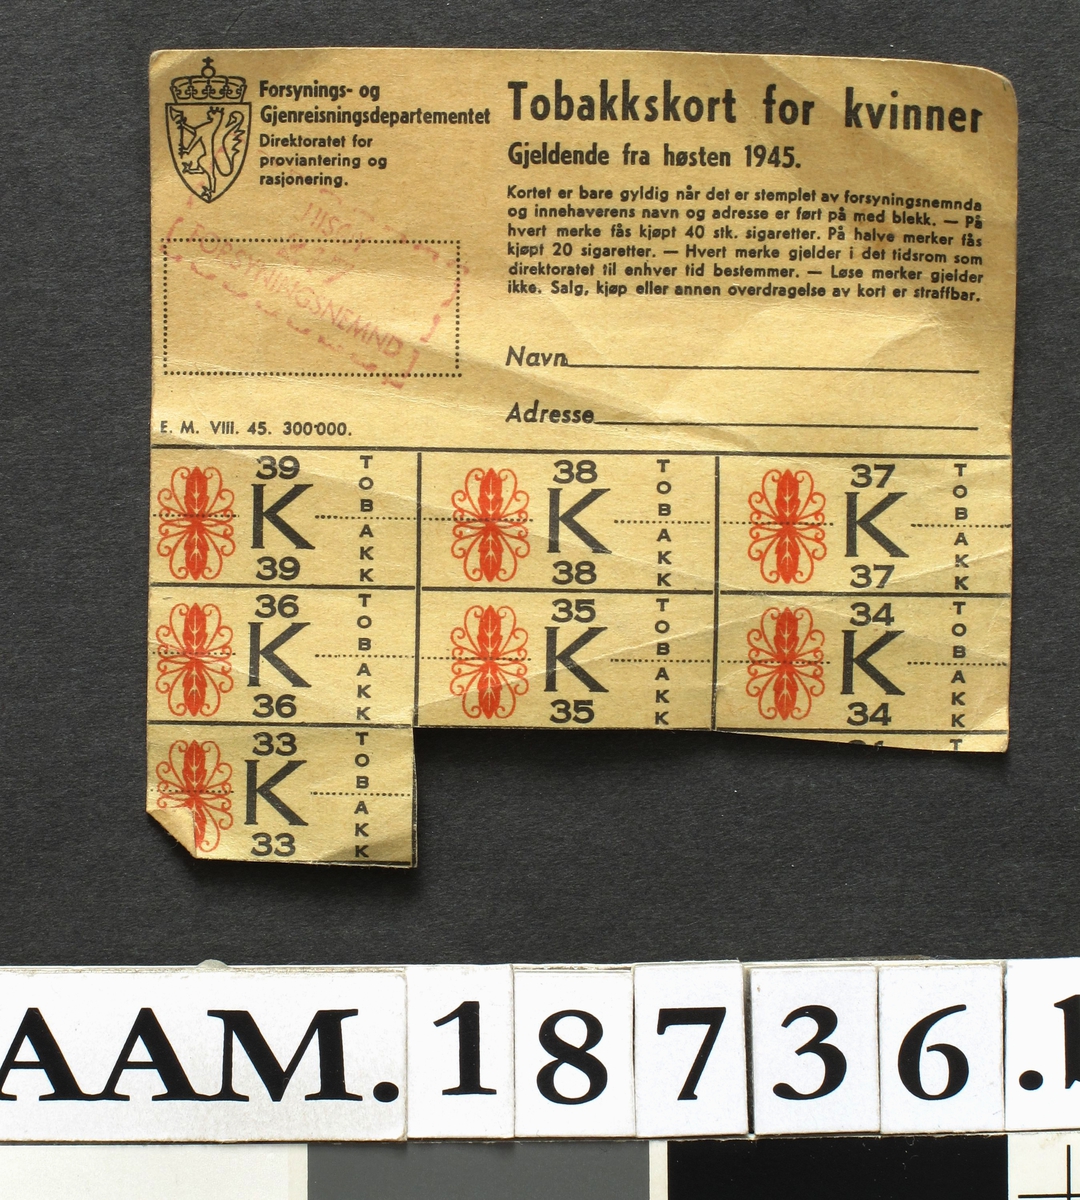 Forsynings- og
Gjenreisningsdepartementet
Direktoratet for
proviantering og
rasjonering.
Tobakkskort for kvinner
Gjeldende fra høsten 1945.
Kortet er bare gyldig når det er stemplet av forsyningsnemnda
og innehaverens navn og adresse er ført på med blekk. — På
hvert merke fås kjøpt 40 stk. sigaretter. På halve merker fås
kjøpt 20 sigaretter. — Hvert merke gjelder i det tidsrom som
direktoratet til enhver tid bestemmer. — Løse merker gjelder
ikke. Salg, kjøp eller annen overdragelse av kort er straffbar.
FORSYNINGSNEMND
Navn
Adresse
E. M. VIII. 45. 300'000.
39 K 39 TOBAKK
38 K 38 TOBAKK
37 K 37 TOBAKK
36 K 36 TOBAKK
35 K 35 TOBAKK
34 K 34 TOBAKK
33 K 33 TOBAKK
AAM.18736.b